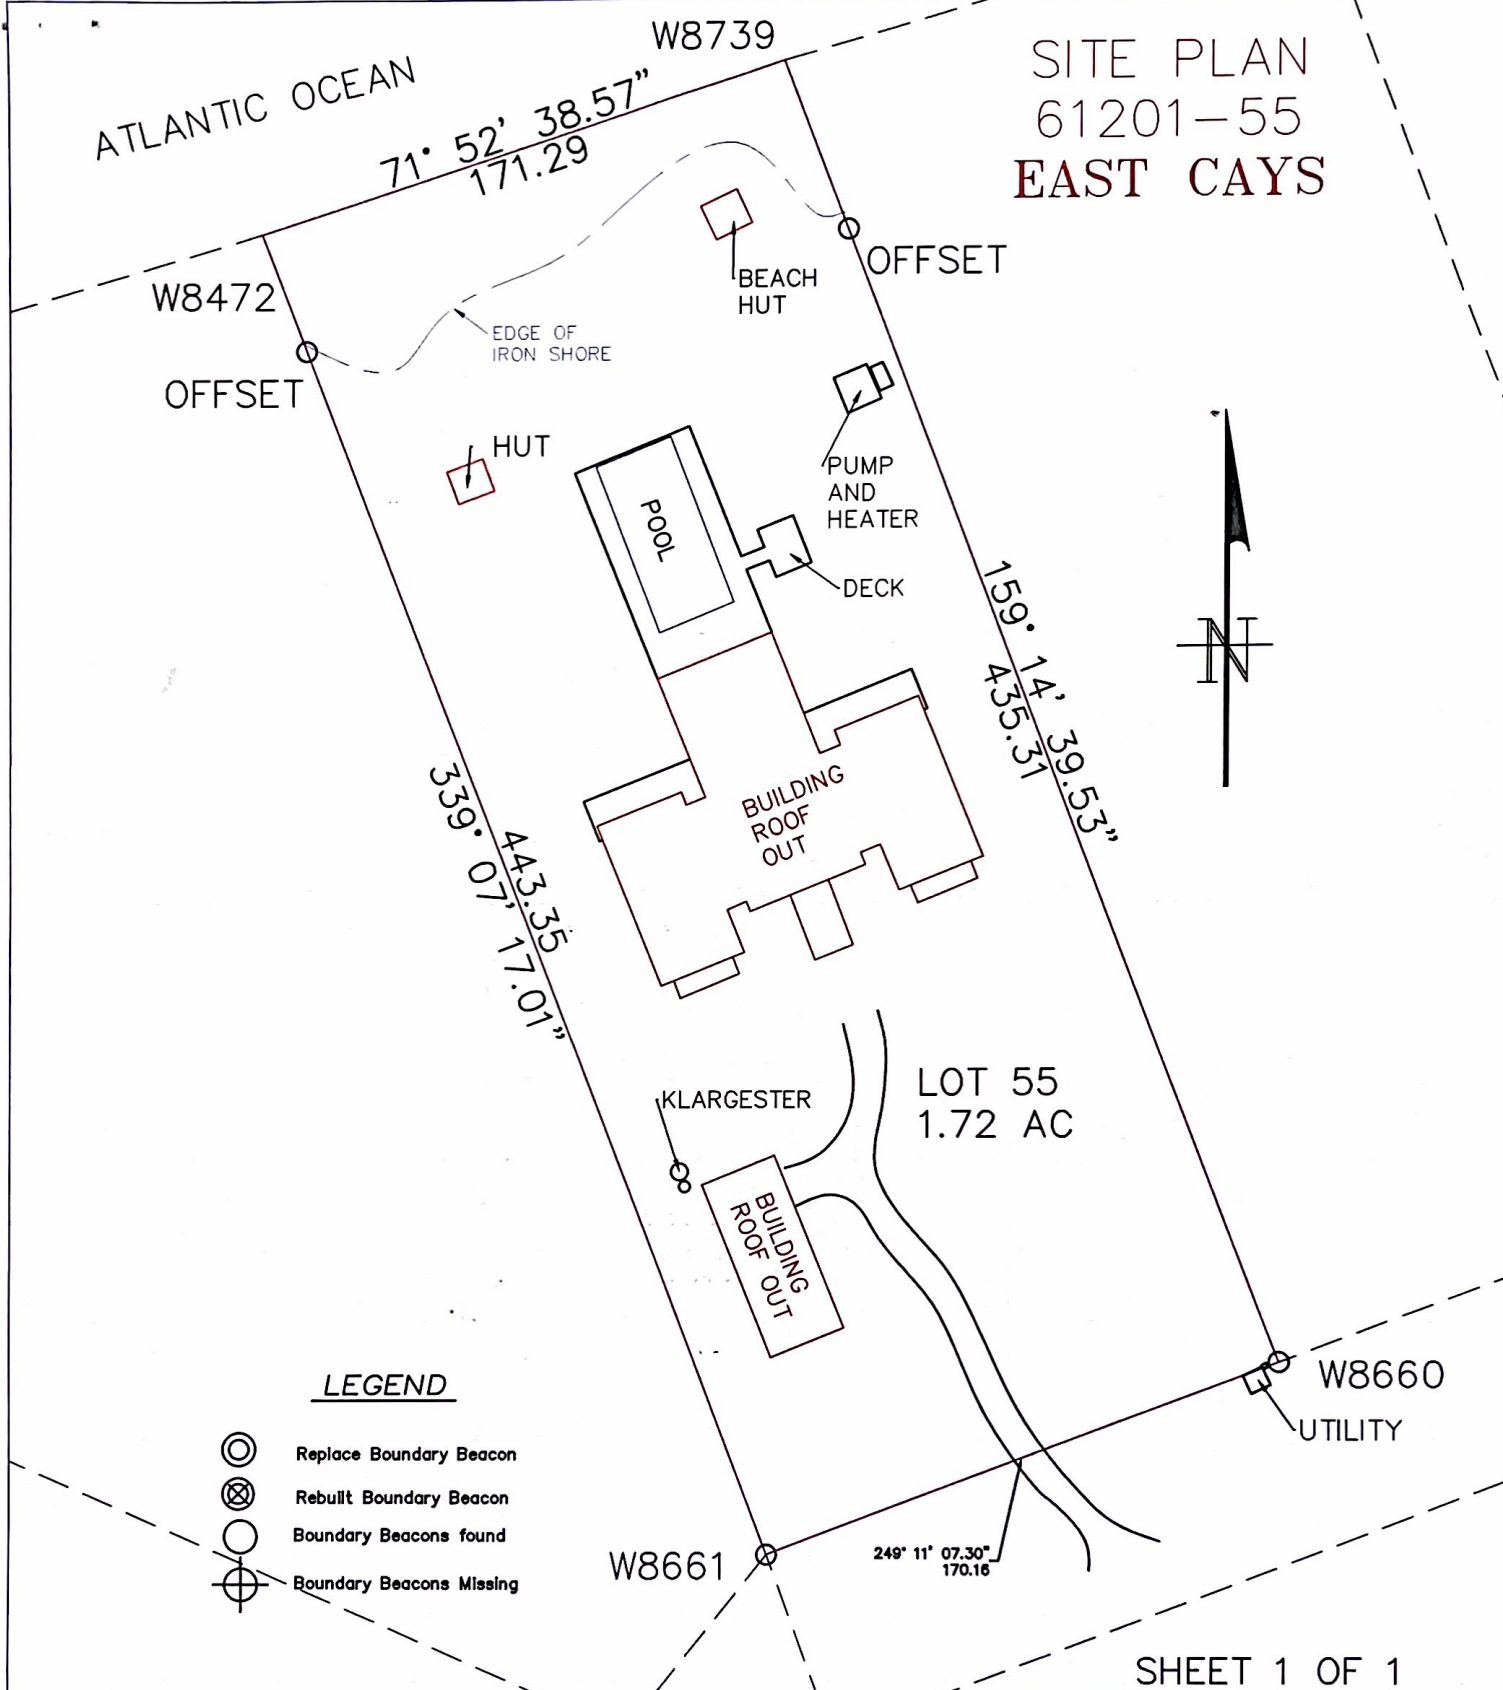 W8739
SITE PLAN
61201-55
EAST CAYS
ATLANTIC OCEAN
71° 52' 38.57"
171.29
W8472
OFFSET
OFFSET
BEACH
HUT
EDGE OF
IRON SHORE
HUT
PUMP
AND
HEATER
POOL
DECK
N
159° 14' 39.53"
435.31
BUILDING
ROOF
OUT
443.35
339° 07' 17.01"
LOT 55
1.72 AC
KLARGESTER
BUILDING
ROOF OUT
W8660
UTILITY
LEGEND
Replace Boundary Beacon
Rebuilt Boundary Beacon
Boundary Beacons found
Boundary Beacons Missing
W8661
249° 11' 07.30"
170.16
SHEET 1 OF 1